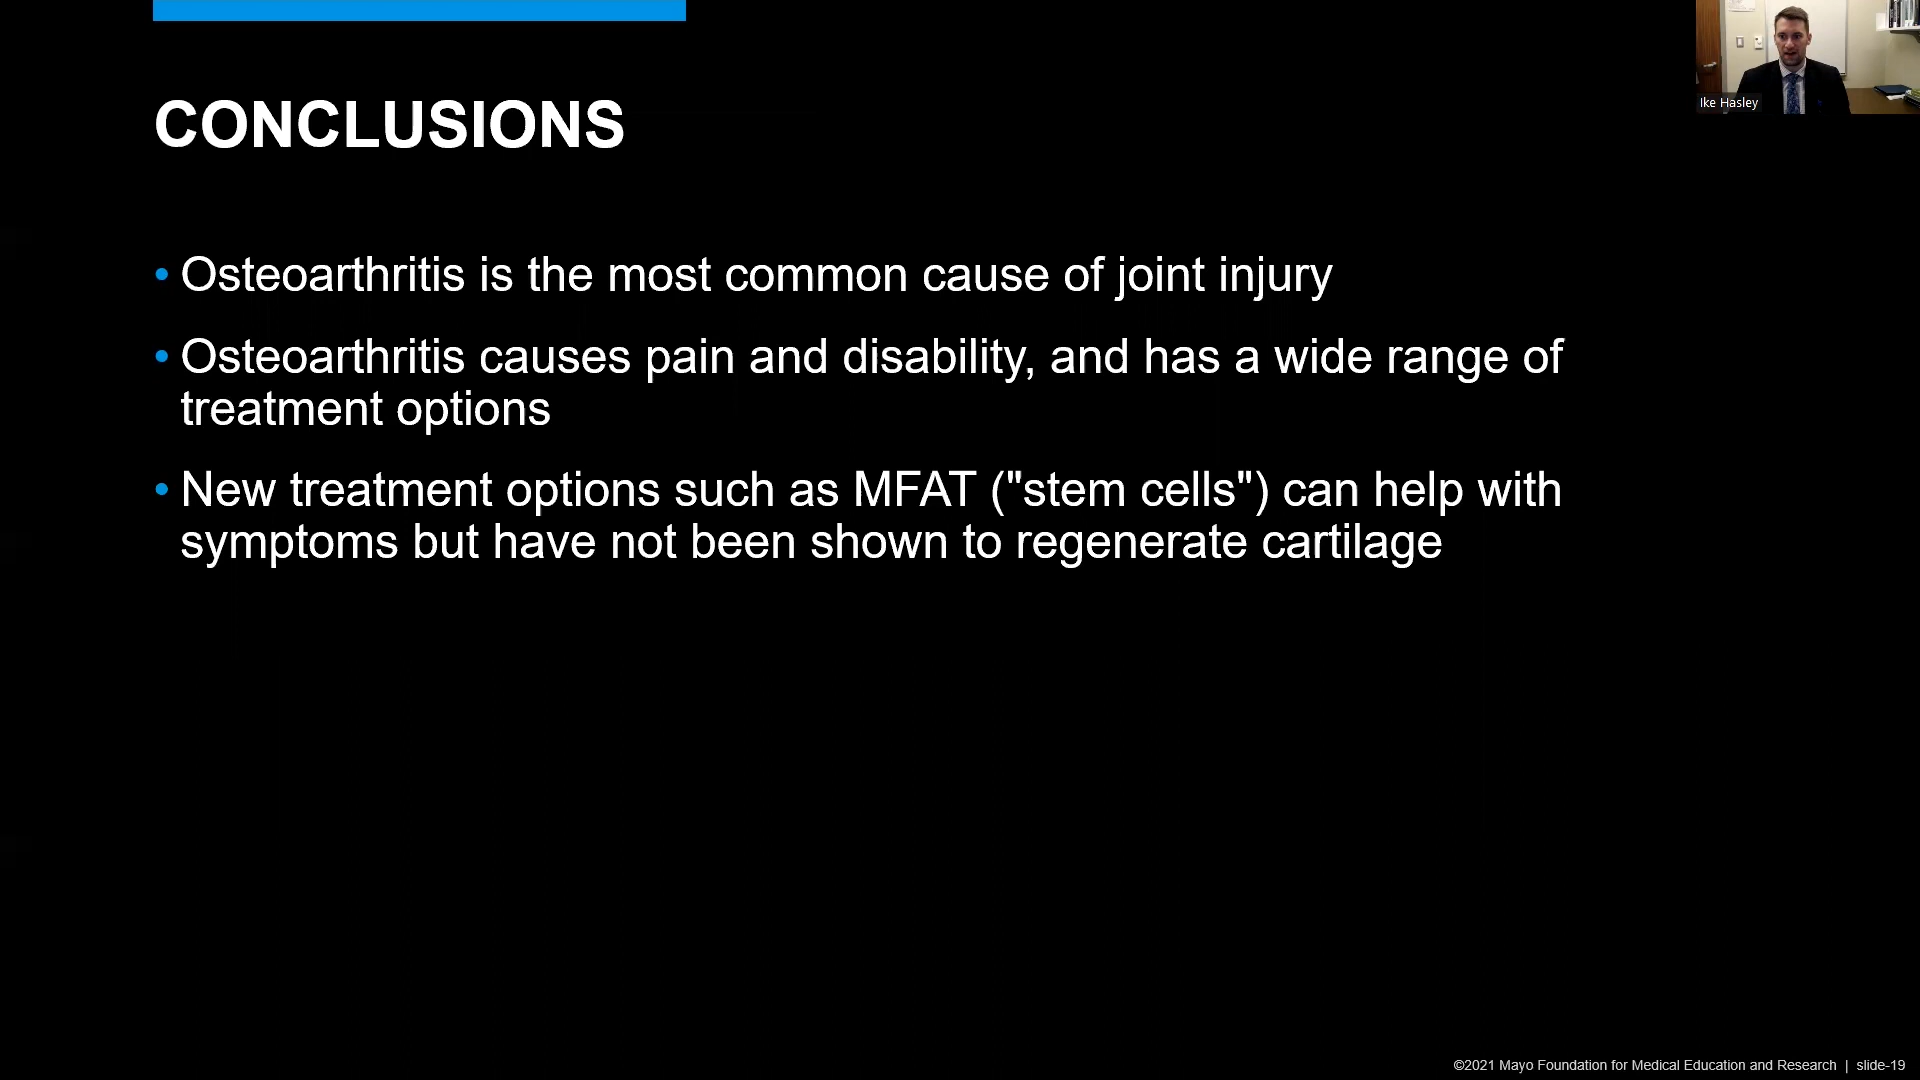 CONCLUSIONS
• Osteoarthritis is the most common cause of joint injury
• Osteoarthritis causes pain and disability, and has a wide range of
treatment options
• New treatment options such as MFAT ("stem cells") can help with
symptoms but have not been shown to regenerate cartilage
Ike Hasley
©2021 Mayo Foundation for Medical Education and Research | slide-19